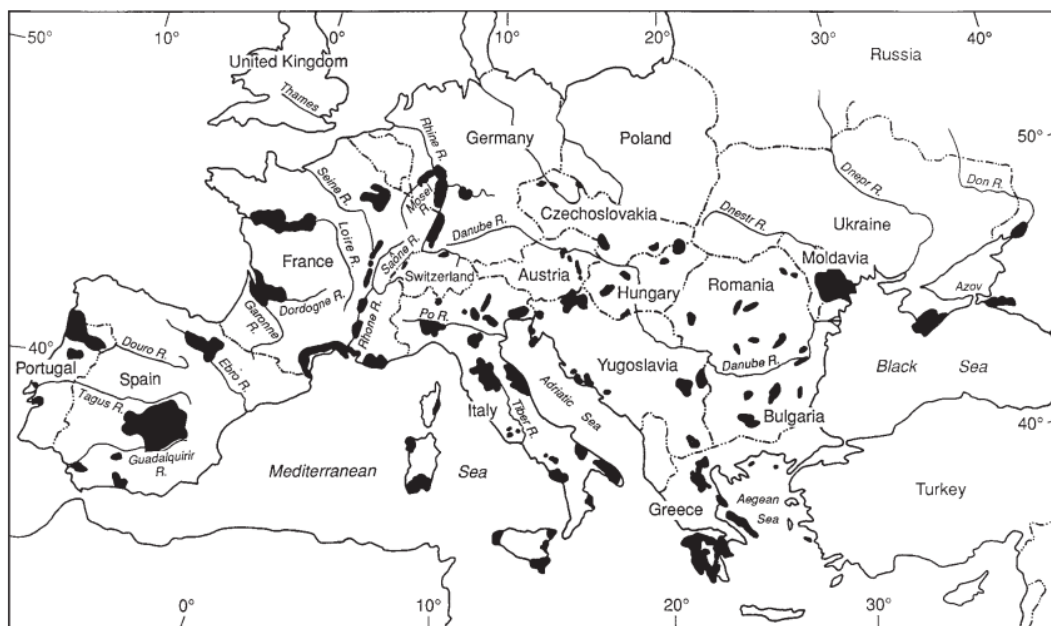 50° 10° 0° 10° 20° 30° 40°
Russia
United Kingdom
Thames
Germany
Poland
50°
Rhine R.
Seine R.
Mosel R.
Don R.
Dnepr R.
Czechoslovakia
Dnestr R.
Ukraine
Danube R.
Loire R.
Saône R.
Moldavia
France
Switzerland
Austria
Hungary
Romania
Azov
Dordogne R.
Garonne R.
Rhone R.
Po R.
40°
Douro R.
Ebro R.
Yugoslavia
Danube R.
Black Sea
Portugal
Spain
Adriatic Sea
Tagus R.
Italy
Tiber R.
Bulgaria
40°
Guadalquirir R.
Mediterranean Sea
Turkey
Aegean Sea
Greece
0° 10° 20° 30°